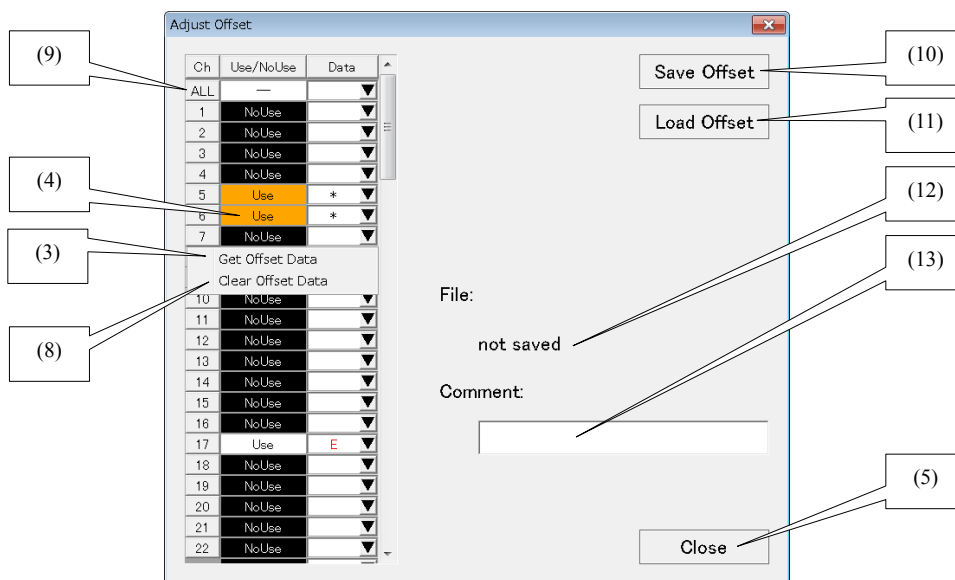 Adjust Offset
(9)
(4)
(3)
(8)
Ch Use/NoUse Data
ALL —
1 NoUse
2 NoUse
3 NoUse
4 NoUse
5 Use *
6 Use *
7 NoUse
Get Offset Data
Clear Offset Data
10 NoUse
11 NoUse
12 NoUse
13 NoUse
14 NoUse
15 NoUse
16 NoUse
17 Use E
18 NoUse
19 NoUse
20 NoUse
21 NoUse
22 NoUse
Save Offset
Load Offset
File:
not saved
Comment:
Close
(10)
(11)
(12)
(13)
(5)